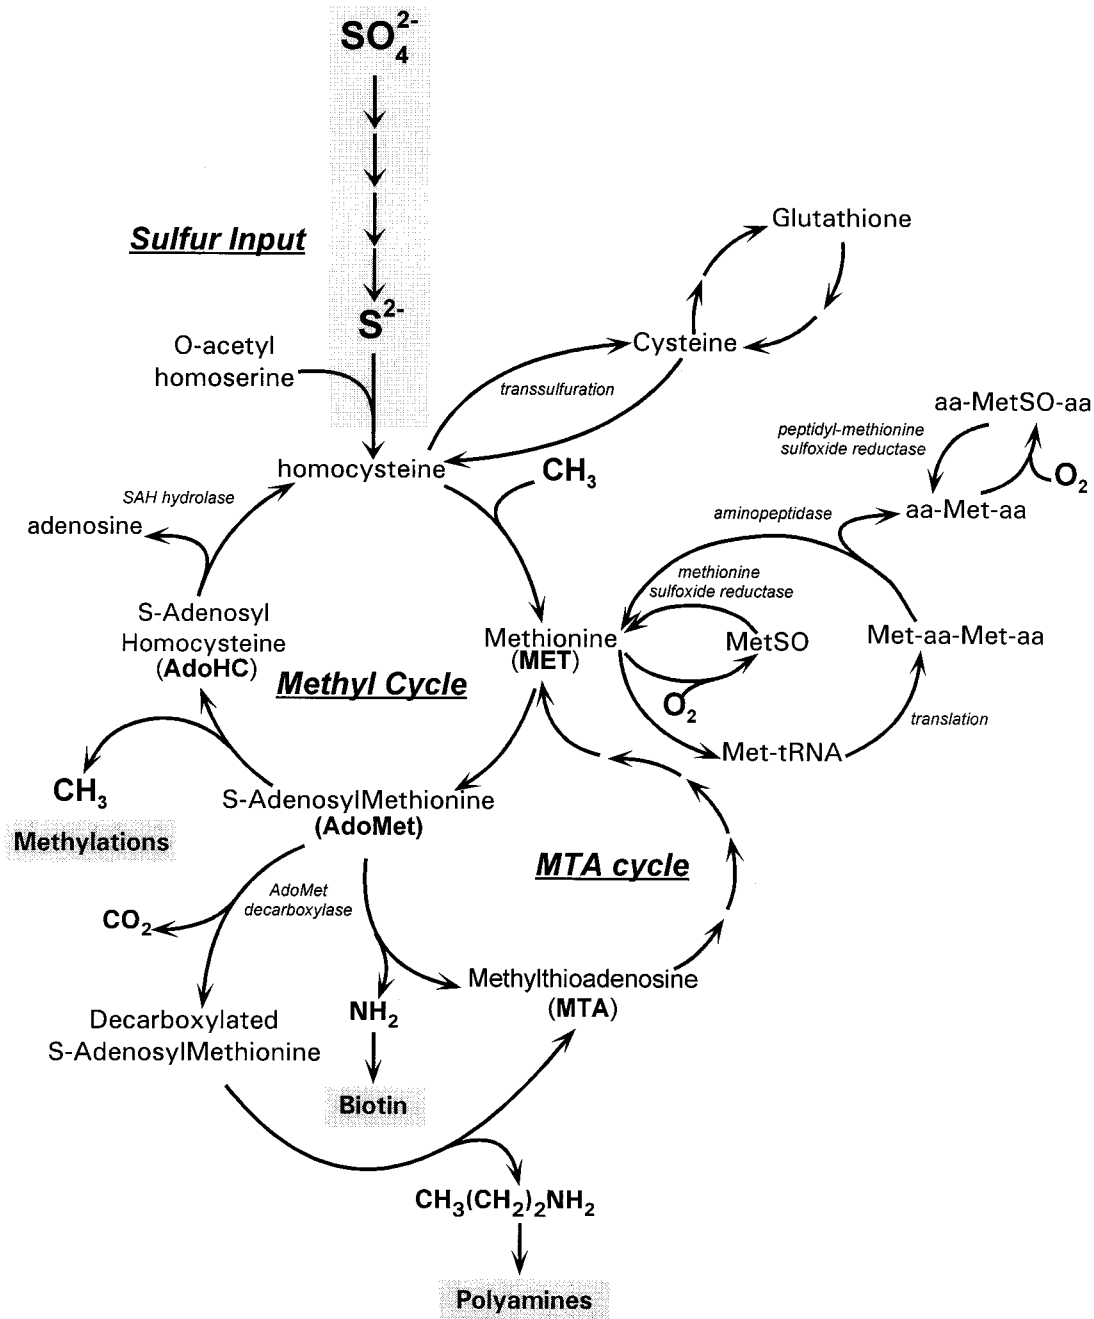 SO₄²⁻
Sulfur Input
S²⁻
O-acetyl
homoserine
Glutathione
Cysteine
transsulfuration
homocysteine
CH₃
aa-MetSO-aa
peptidyl-methionine
sulfoxide reductase
O₂
aa-Met-aa
aminopeptidase
SAH hydrolase
adenosine
S-Adenosyl
Homocysteine
(AdoHC)
Methyl Cycle
Methionine
(MET)
methionine
sulfoxide reductase
MetSO
O₂
Met-aa-Met-aa
translation
Met-tRNA
CH₃
Methylations
S-AdenosylMethionine
(AdoMet)
MTA cycle
AdoMet
decarboxylase
CO₂
Methylthioadenosine
(MTA)
NH₂
Decarboxylated
S-AdenosylMethionine
Biotin
CH₃(CH₂)₂NH₂
Polyamines